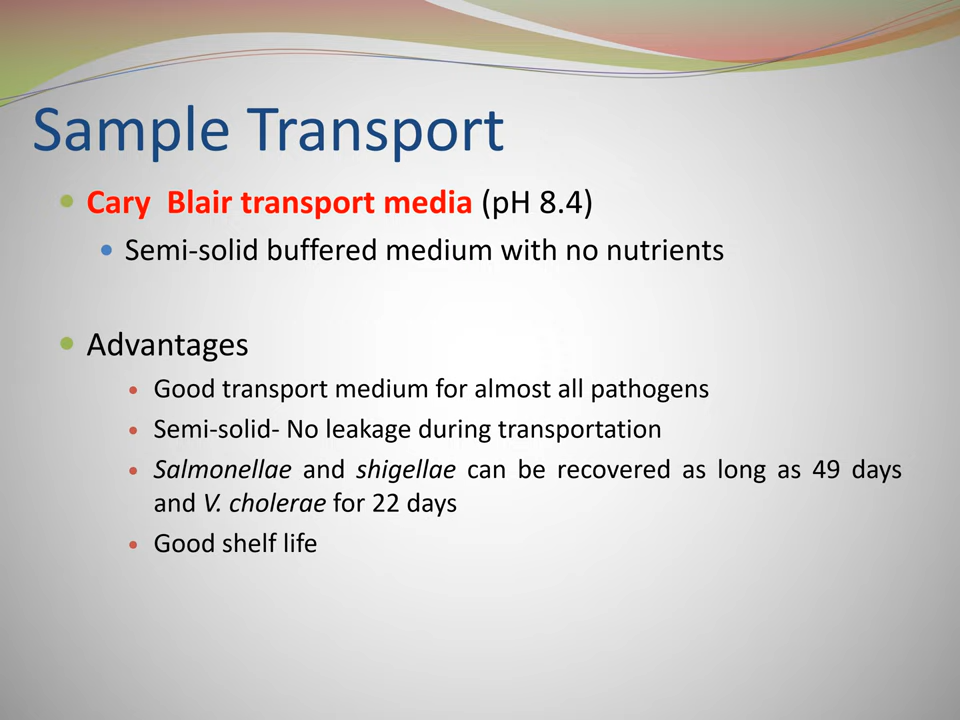 Sample Transport
Cary Blair transport media (pH 8.4)
Semi-solid buffered medium with no nutrients
Advantages
Good transport medium for almost all pathogens
Semi-solid- No leakage during transportation
Salmonellae and shigellae can be recovered as long as 49 days
and V. cholerae for 22 days
Good shelf life